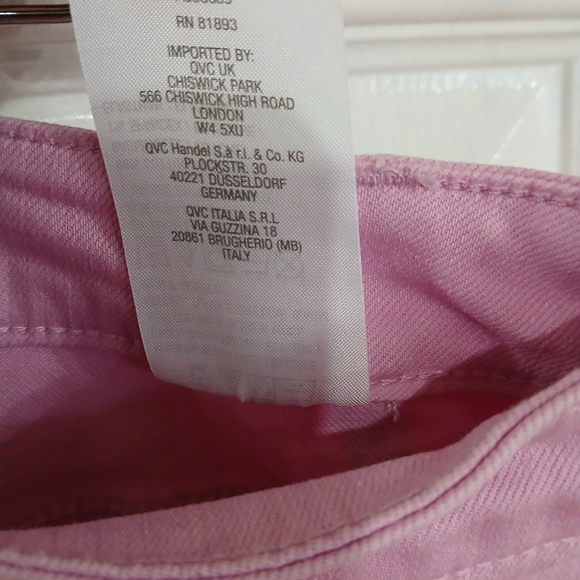 RN 81893
IMPORTED BY:
QVC UK
CHISWICK PARK
566 CHISWICK HIGH ROAD
LONDON
W4 5XU
QVC Handel S.à r.l. & Co. KG
PLOCKSTR. 30
40221 DÜSSELDORF
GERMANY
QVC ITALIA S.R.L
VIA GUZZINA 18
20861 BRUGHERIO (MB)
ITALY